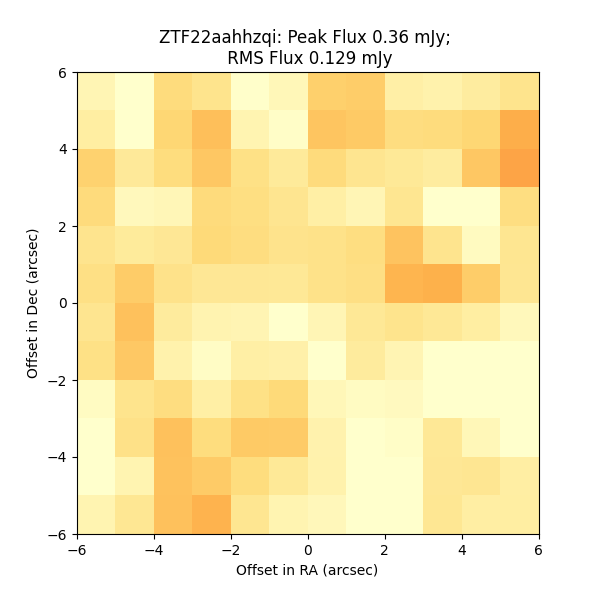 ZTF22aahhzqi: Peak Flux 0.36 mJy;
RMS Flux 0.129 mJy
6
4
2
0
−2
−4
−6
Offset in Dec (arcsec)
−6 −4 −2 0 2 4 6
Offset in RA (arcsec)